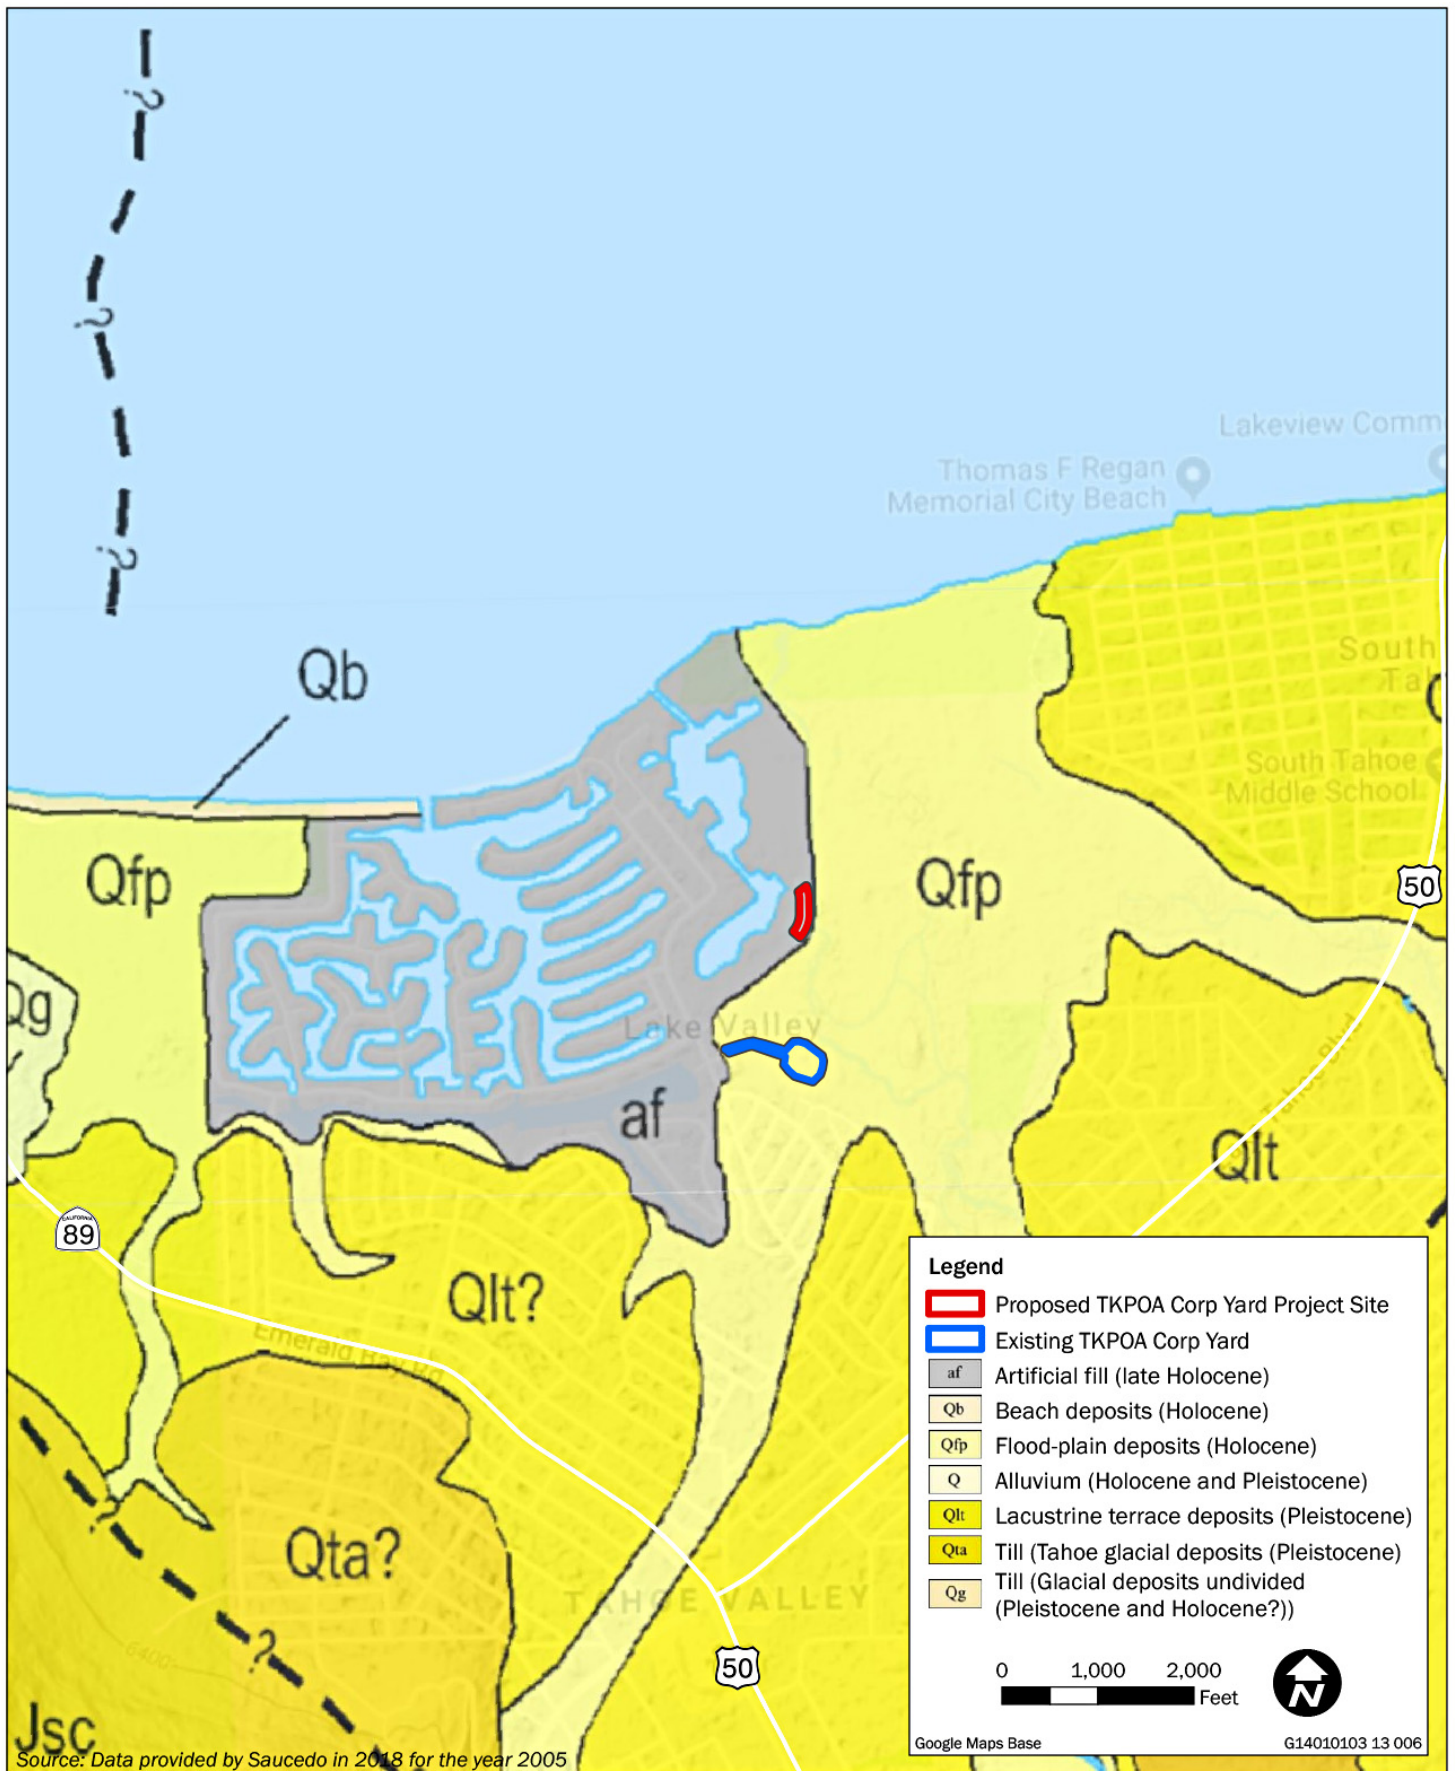 ?
?
?
Lakeview Comm
Thomas F Regan
Memorial City Beach
Qb
South
Ta
South Tahoe
Middle School
Qfp
Qfp
50
Qg
Lake Valley
af
Qlt
CALIFORNIA
89
Qlt?
Emerald Bay Rd
Qta?
?
TAHOE VALLEY
50
?
6400
Jsc
Source: Data provided by Saucedo in 2018 for the year 2005
Legend
Proposed TKPOA Corp Yard Project Site
Existing TKPOA Corp Yard
af Artificial fill (late Holocene)
Qb Beach deposits (Holocene)
Qfp Flood-plain deposits (Holocene)
Q Alluvium (Holocene and Pleistocene)
Qlt Lacustrine terrace deposits (Pleistocene)
Qta Till (Tahoe glacial deposits (Pleistocene)
Qg Till (Glacial deposits undivided
(Pleistocene and Holocene?))
0 1,000 2,000
Feet
N
Google Maps Base
G14010103 13 006